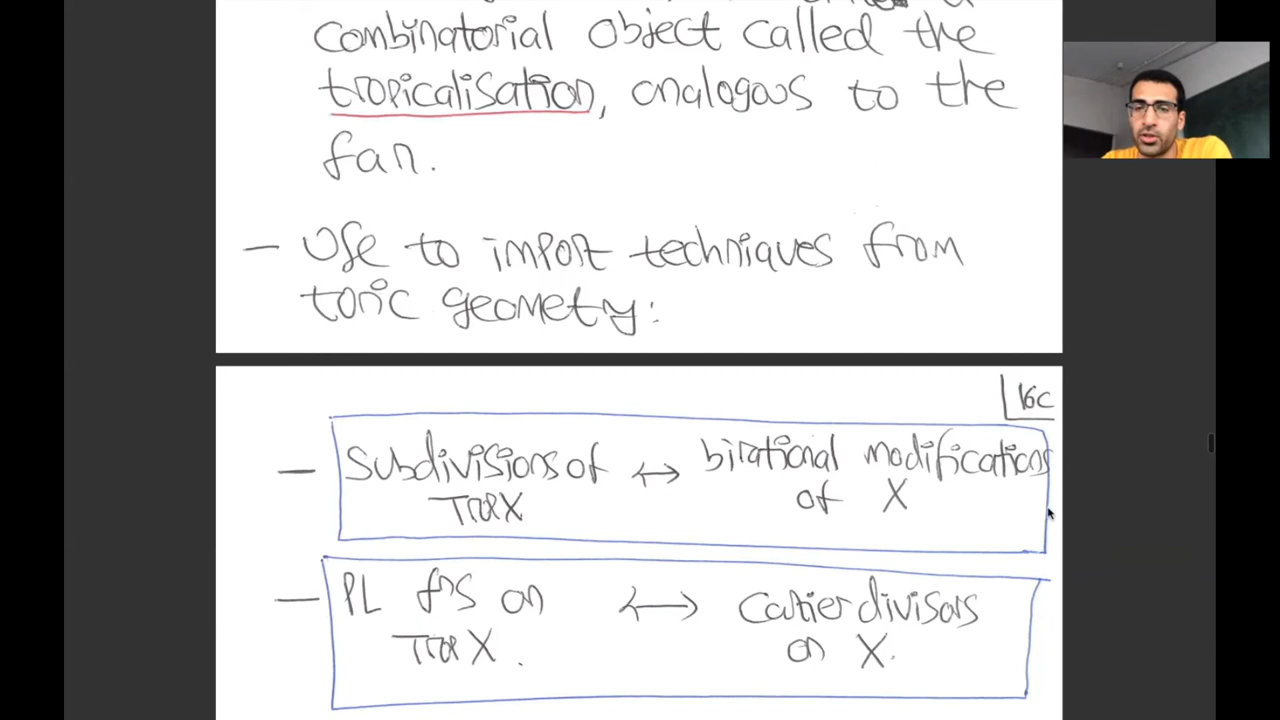 combinatorial object called the
tropicalisation, analogous to the
fan.
— Use to import techniques from
toric geometry:
16c
— Subdivisions of ↔ birational modifications
Trop X of X
— PL fns on ↔ Cartier divisors
Trop X. on X.